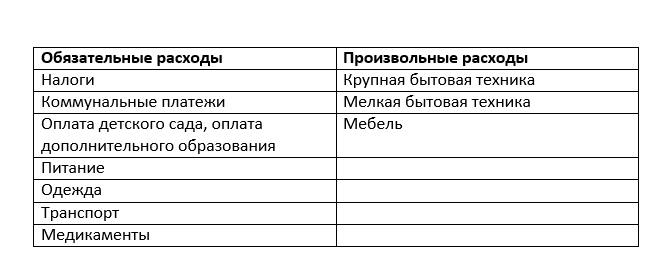 Обязательные расходы Произвольные расходы
Налоги Крупная бытовая техника
Коммунальные платежи Мелкая бытовая техника
Оплата детского сада, оплата Мебель
дополнительного образования
Питание
Одежда
Транспорт
Медикаменты